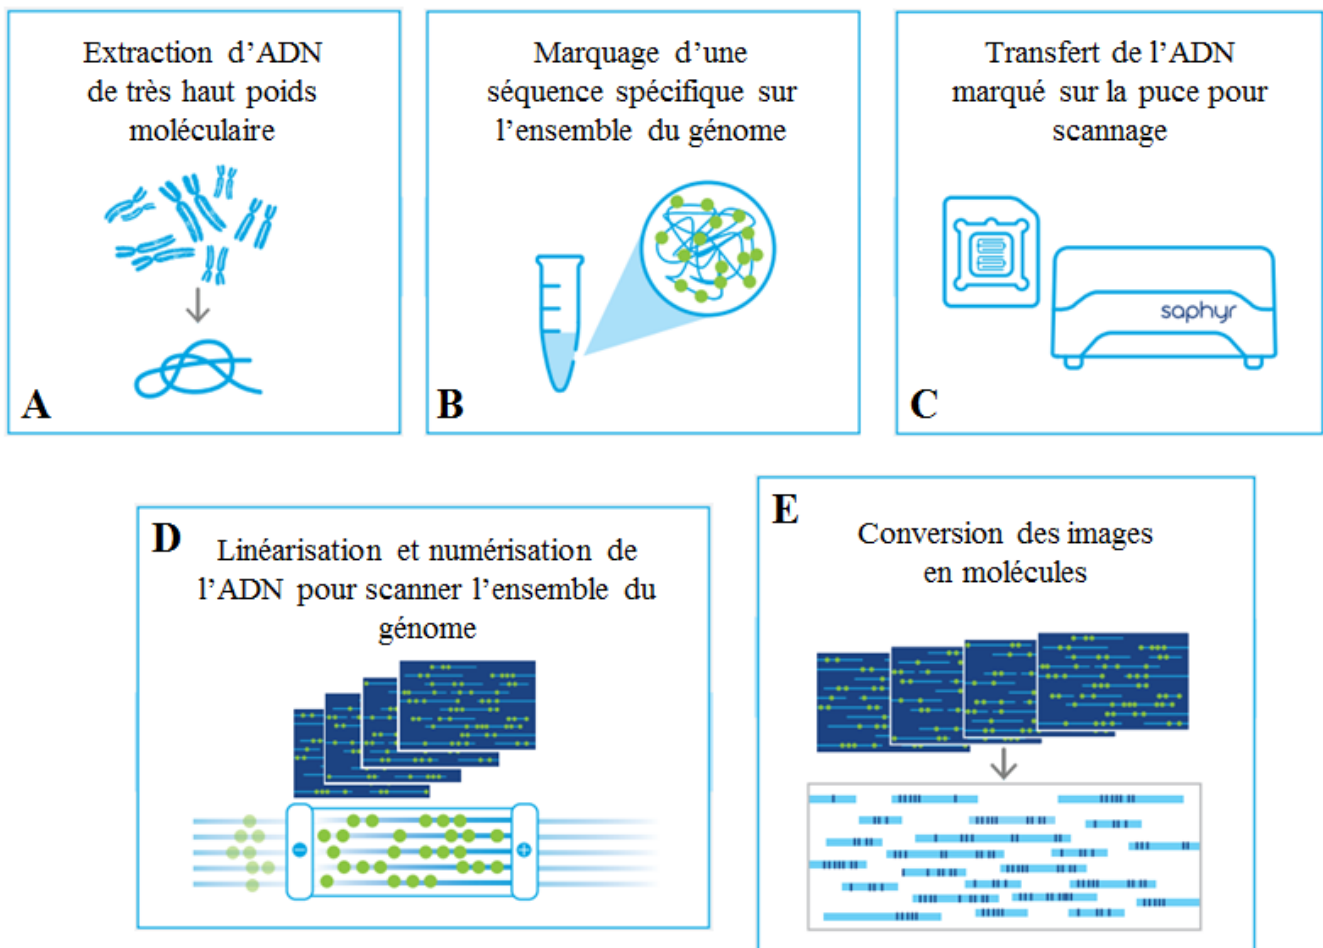 Extraction d’ADN
de très haut poids
moléculaire
A
Marquage d’une
séquence spécifique sur
l’ensemble du génome
B
Transfert de l’ADN
marqué sur la puce pour
scannage
saphyr
C
D
Linéarisation et numérisation de
l’ADN pour scanner l’ensemble du
génome
−
+
E
Conversion des images
en molécules